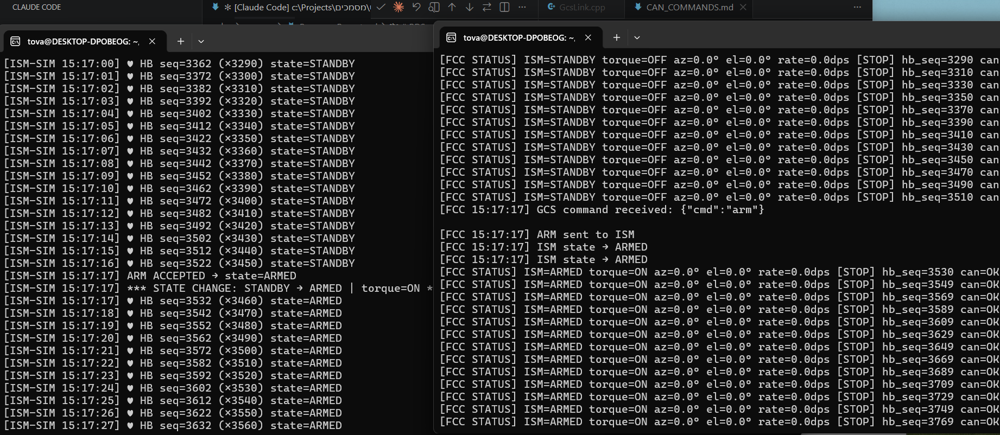 CLAUDE CODE
[Claude Code] c:\Projects\מסמכים\
GcsLink.cpp
CAN_COMMANDS.md
tova@DESKTOP-DPOBEOG: ~,
[ISM-SIM 15:17:00] ♥ HB seq=3362 (×3290) state=STANDBY
[ISM-SIM 15:17:01] ♥ HB seq=3372 (×3300) state=STANDBY
[ISM-SIM 15:17:02] ♥ HB seq=3382 (×3310) state=STANDBY
[ISM-SIM 15:17:03] ♥ HB seq=3392 (×3320) state=STANDBY
[ISM-SIM 15:17:04] ♥ HB seq=3402 (×3330) state=STANDBY
[ISM-SIM 15:17:05] ♥ HB seq=3412 (×3340) state=STANDBY
[ISM-SIM 15:17:06] ♥ HB seq=3422 (×3350) state=STANDBY
[ISM-SIM 15:17:07] ♥ HB seq=3432 (×3360) state=STANDBY
[ISM-SIM 15:17:08] ♥ HB seq=3442 (×3370) state=STANDBY
[ISM-SIM 15:17:09] ♥ HB seq=3452 (×3380) state=STANDBY
[ISM-SIM 15:17:10] ♥ HB seq=3462 (×3390) state=STANDBY
[ISM-SIM 15:17:11] ♥ HB seq=3472 (×3400) state=STANDBY
[ISM-SIM 15:17:12] ♥ HB seq=3482 (×3410) state=STANDBY
[ISM-SIM 15:17:13] ♥ HB seq=3492 (×3420) state=STANDBY
[ISM-SIM 15:17:14] ♥ HB seq=3502 (×3430) state=STANDBY
[ISM-SIM 15:17:15] ♥ HB seq=3512 (×3440) state=STANDBY
[ISM-SIM 15:17:16] ♥ HB seq=3522 (×3450) state=STANDBY
[ISM-SIM 15:17:17] ARM ACCEPTED → state=ARMED
[ISM-SIM 15:17:17] *** STATE CHANGE: STANDBY → ARMED | torque=ON *
[ISM-SIM 15:17:17] ♥ HB seq=3532 (×3460) state=ARMED
[ISM-SIM 15:17:18] ♥ HB seq=3542 (×3470) state=ARMED
[ISM-SIM 15:17:19] ♥ HB seq=3552 (×3480) state=ARMED
[ISM-SIM 15:17:20] ♥ HB seq=3562 (×3490) state=ARMED
[ISM-SIM 15:17:21] ♥ HB seq=3572 (×3500) state=ARMED
[ISM-SIM 15:17:22] ♥ HB seq=3582 (×3510) state=ARMED
[ISM-SIM 15:17:23] ♥ HB seq=3592 (×3520) state=ARMED
[ISM-SIM 15:17:24] ♥ HB seq=3602 (×3530) state=ARMED
[ISM-SIM 15:17:25] ♥ HB seq=3612 (×3540) state=ARMED
[ISM-SIM 15:17:26] ♥ HB seq=3622 (×3550) state=ARMED
[ISM-SIM 15:17:27] ♥ HB seq=3632 (×3560) state=ARMED
tova@DESKTOP-DPOBEOG: ~,
[FCC STATUS] ISM=STANDBY torque=OFF az=0.0° el=0.0° rate=0.0dps [STOP] hb_seq=3290 can
[FCC STATUS] ISM=STANDBY torque=OFF az=0.0° el=0.0° rate=0.0dps [STOP] hb_seq=3310 can
[FCC STATUS] ISM=STANDBY torque=OFF az=0.0° el=0.0° rate=0.0dps [STOP] hb_seq=3330 can
[FCC STATUS] ISM=STANDBY torque=OFF az=0.0° el=0.0° rate=0.0dps [STOP] hb_seq=3350 can
[FCC STATUS] ISM=STANDBY torque=OFF az=0.0° el=0.0° rate=0.0dps [STOP] hb_seq=3370 can
[FCC STATUS] ISM=STANDBY torque=OFF az=0.0° el=0.0° rate=0.0dps [STOP] hb_seq=3390 can
[FCC STATUS] ISM=STANDBY torque=OFF az=0.0° el=0.0° rate=0.0dps [STOP] hb_seq=3410 can
[FCC STATUS] ISM=STANDBY torque=OFF az=0.0° el=0.0° rate=0.0dps [STOP] hb_seq=3430 can
[FCC STATUS] ISM=STANDBY torque=OFF az=0.0° el=0.0° rate=0.0dps [STOP] hb_seq=3450 can
[FCC STATUS] ISM=STANDBY torque=OFF az=0.0° el=0.0° rate=0.0dps [STOP] hb_seq=3470 can
[FCC STATUS] ISM=STANDBY torque=OFF az=0.0° el=0.0° rate=0.0dps [STOP] hb_seq=3490 can
[FCC STATUS] ISM=STANDBY torque=OFF az=0.0° el=0.0° rate=0.0dps [STOP] hb_seq=3510 can
[FCC 15:17:17] GCS command received: {"cmd":"arm"}
[FCC 15:17:17] ARM sent to ISM
[FCC 15:17:17] ISM state → ARMED
[FCC 15:17:17] ISM state → ARMED
[FCC STATUS] ISM=ARMED torque=ON az=0.0° el=0.0° rate=0.0dps [STOP] hb_seq=3530 can=OK
[FCC STATUS] ISM=ARMED torque=ON az=0.0° el=0.0° rate=0.0dps [STOP] hb_seq=3549 can=OK
[FCC STATUS] ISM=ARMED torque=ON az=0.0° el=0.0° rate=0.0dps [STOP] hb_seq=3569 can=OK
[FCC STATUS] ISM=ARMED torque=ON az=0.0° el=0.0° rate=0.0dps [STOP] hb_seq=3589 can=OK
[FCC STATUS] ISM=ARMED torque=ON az=0.0° el=0.0° rate=0.0dps [STOP] hb_seq=3609 can=OK
[FCC STATUS] ISM=ARMED torque=ON az=0.0° el=0.0° rate=0.0dps [STOP] hb_seq=3629 can=OK
[FCC STATUS] ISM=ARMED torque=ON az=0.0° el=0.0° rate=0.0dps [STOP] hb_seq=3649 can=OK
[FCC STATUS] ISM=ARMED torque=ON az=0.0° el=0.0° rate=0.0dps [STOP] hb_seq=3669 can=OK
[FCC STATUS] ISM=ARMED torque=ON az=0.0° el=0.0° rate=0.0dps [STOP] hb_seq=3689 can=OK
[FCC STATUS] ISM=ARMED torque=ON az=0.0° el=0.0° rate=0.0dps [STOP] hb_seq=3709 can=OK
[FCC STATUS] ISM=ARMED torque=ON az=0.0° el=0.0° rate=0.0dps [STOP] hb_seq=3729 can=OK
[FCC STATUS] ISM=ARMED torque=ON az=0.0° el=0.0° rate=0.0dps [STOP] hb_seq=3749 can=OK
[FCC STATUS] ISM=ARMED torque=ON az=0.0° el=0.0° rate=0.0dps [STOP] hb_seq=3769 can=OK